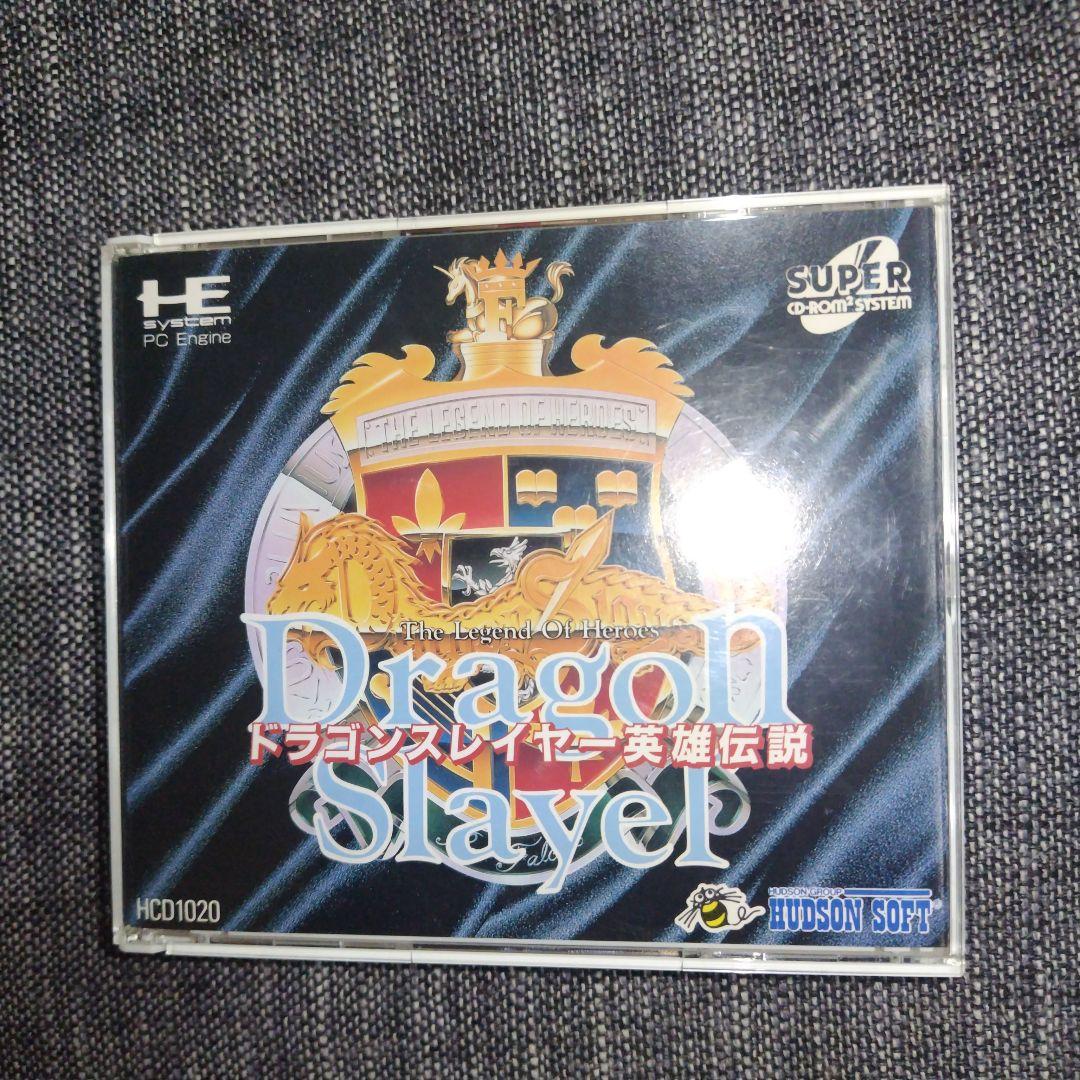 HE
system
PC Engine
SUPER
CD-ROM² SYSTEM
F
"THE LEGEND OF HEROES"
The Legend Of Heroes
Dragon
ドラゴンスレイヤー英雄伝説
Slayer
HCD1020
HUDSON GROUP
HUDSON SOFT®